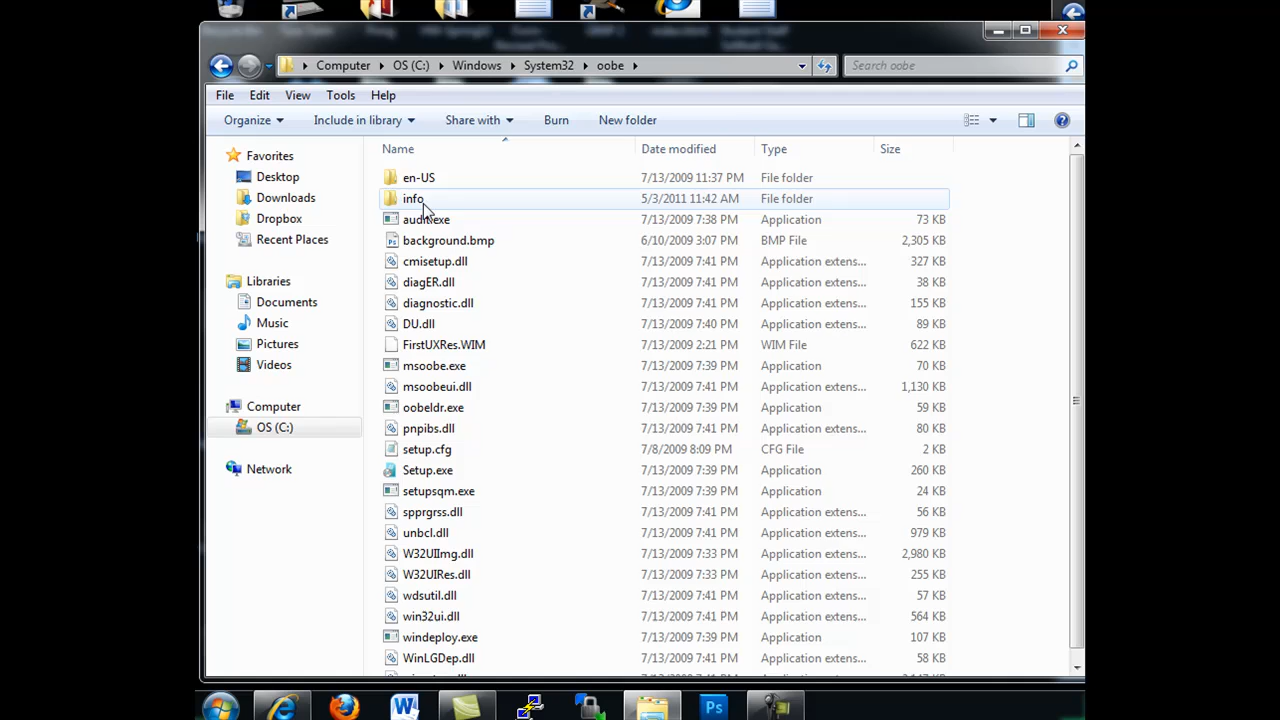 Computer OS (C:) Windows System32 oobe Search oobe
File Edit View Tools Help
Organize Include in library Share with Burn New folder
Name Date modified Type Size
Favorites
Desktop
Downloads
Dropbox
Recent Places
Libraries
Documents
Music
Pictures
Videos
Computer
OS (C:)
Network
en-US 7/13/2009 11:37 PM File folder
info 5/3/2011 11:42 AM File folder
audit.exe 7/13/2009 7:38 PM Application 73 KB
background.bmp 6/10/2009 3:07 PM BMP File 2,305 KB
cmisetup.dll 7/13/2009 7:41 PM Application extens... 327 KB
diagER.dll 7/13/2009 7:41 PM Application extens... 38 KB
diagnostic.dll 7/13/2009 7:41 PM Application extens... 155 KB
DU.dll 7/13/2009 7:40 PM Application extens... 89 KB
FirstUXRes.WIM 7/13/2009 2:21 PM WIM File 622 KB
msoobe.exe 7/13/2009 7:39 PM Application 70 KB
msoobeui.dll 7/13/2009 7:41 PM Application extens... 1,130 KB
oobeldr.exe 7/13/2009 7:39 PM Application 59 KB
pnpibs.dll 7/13/2009 7:41 PM Application extens... 80 KB
setup.cfg 7/8/2009 8:09 PM CFG File 2 KB
Setup.exe 7/13/2009 7:39 PM Application 260 KB
setupsqm.exe 7/13/2009 7:39 PM Application 24 KB
spprgrss.dll 7/13/2009 7:41 PM Application extens... 56 KB
unbcl.dll 7/13/2009 7:41 PM Application extens... 979 KB
W32UIImg.dll 7/13/2009 7:33 PM Application extens... 2,980 KB
W32UIRes.dll 7/13/2009 7:33 PM Application extens... 255 KB
wdsutil.dll 7/13/2009 7:41 PM Application extens... 57 KB
win32ui.dll 7/13/2009 7:41 PM Application extens... 564 KB
windeploy.exe 7/13/2009 7:39 PM Application 107 KB
WinLGDep.dll 7/13/2009 7:41 PM Application extens... 58 KB